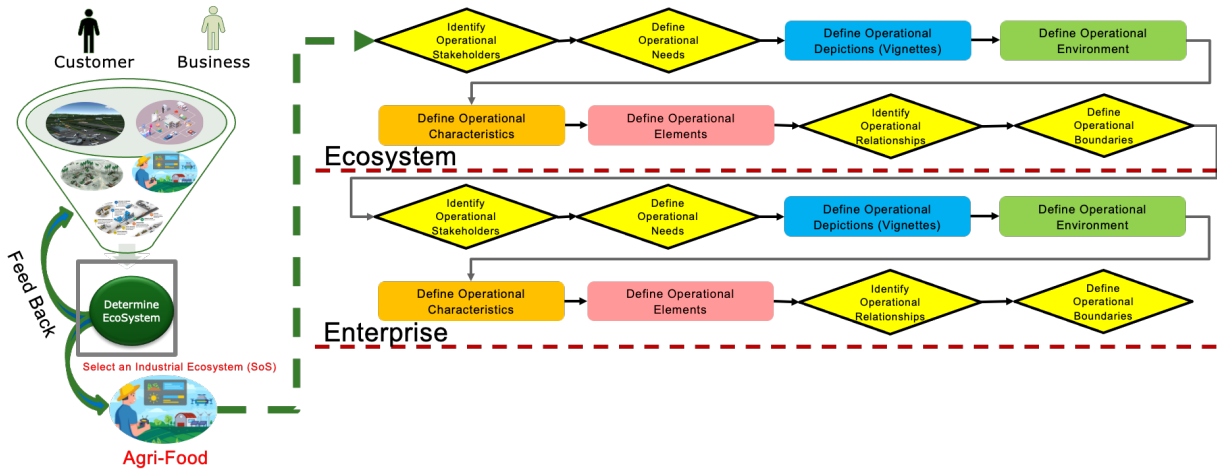 Customer
Business
Feed Back
Determine
EcoSystem
Select an Industrial Ecosystem (SoS)
Agri-Food
Identify
Operational
Stakeholders
Define
Operational
Needs
Define Operational
Depictions (Vignettes)
Define Operational
Environment
Define Operational
Characteristics
Define Operational
Elements
Identify
Operational
Relationships
Define
Operational
Boundaries
Ecosystem
Identify
Operational
Stakeholders
Define
Operational
Needs
Define Operational
Depictions (Vignettes)
Define Operational
Environment
Define Operational
Characteristics
Define Operational
Elements
Identify
Operational
Relationships
Define
Operational
Boundaries
Enterprise